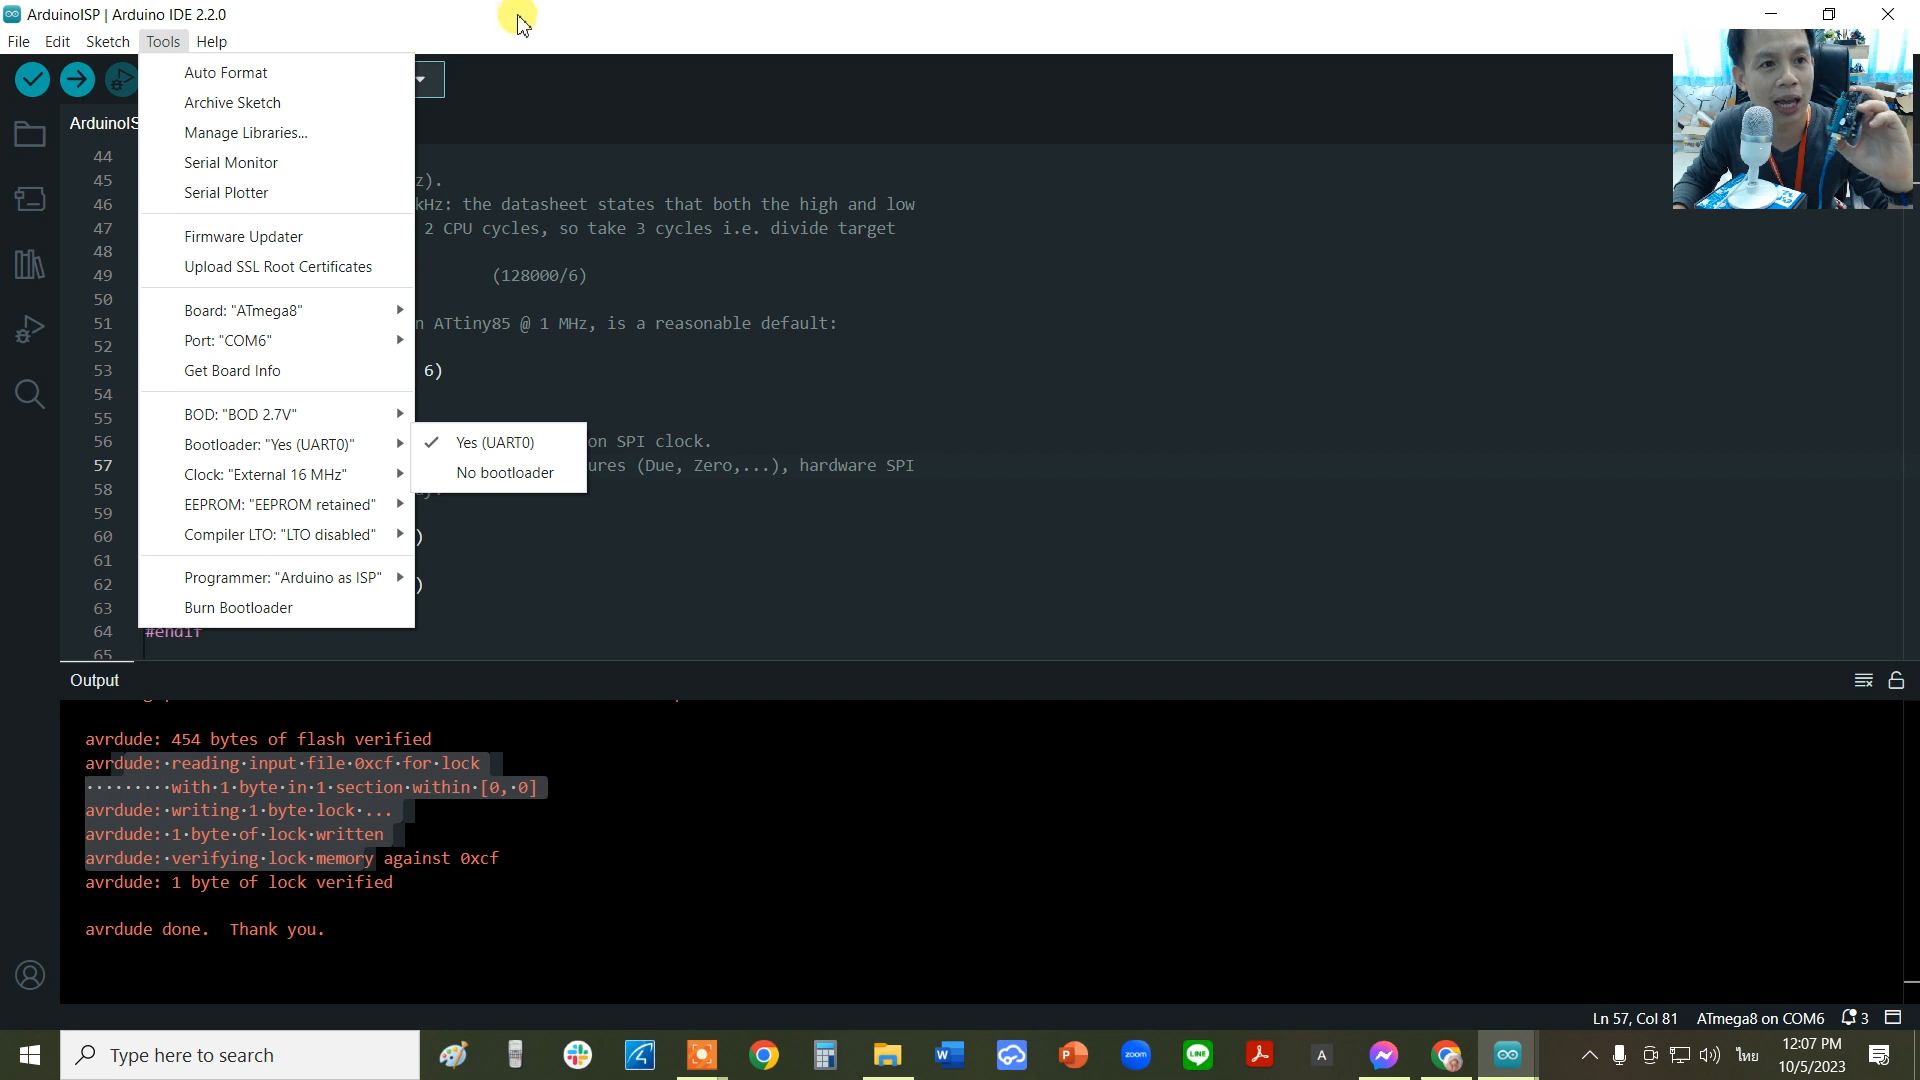 ArduinoISP | Arduino IDE 2.2.0
File Edit Sketch Tools Help
Auto Format
Archive Sketch
Manage Libraries...
Serial Monitor
Serial Plotter
Firmware Updater
Upload SSL Root Certificates
Board: "ATmega8"
Port: "COM6"
Get Board Info
BOD: "BOD 2.7V"
Bootloader: "Yes (UART0)"
Clock: "External 16 MHz"
EEPROM: "EEPROM retained"
Compiler LTO: "LTO disabled"
Programmer: "Arduino as ISP"
Burn Bootloader
Yes (UART0)
No bootloader
ArduinoIS
44
45 z).
46 kHz: the datasheet states that both the high and low
47 2 CPU cycles, so take 3 cycles i.e. divide target
48
49 (128000/6)
50
51 n ATtiny85 @ 1 MHz, is a reasonable default:
52
53 6)
54
55
56 on SPI clock.
57 ures (Due, Zero,...), hardware SPI
58
59
60 )
61
62 )
63
64 #endif
65
Output
avrdude: 454 bytes of flash verified
avrdude:·reading·input·file·0xcf·for·lock
·········with·1·byte·in·1·section·within·[0,·0]
avrdude:·writing·1·byte·lock·...
avrdude:·1·byte·of·lock·written
avrdude:·verifying·lock·memory against 0xcf
avrdude: 1 byte of lock verified
avrdude done.  Thank you.
Ln 57, Col 81 ATmega8 on COM6 3
Type here to search
zoom
LINE
A
ไทย
12:07 PM
10/5/2023